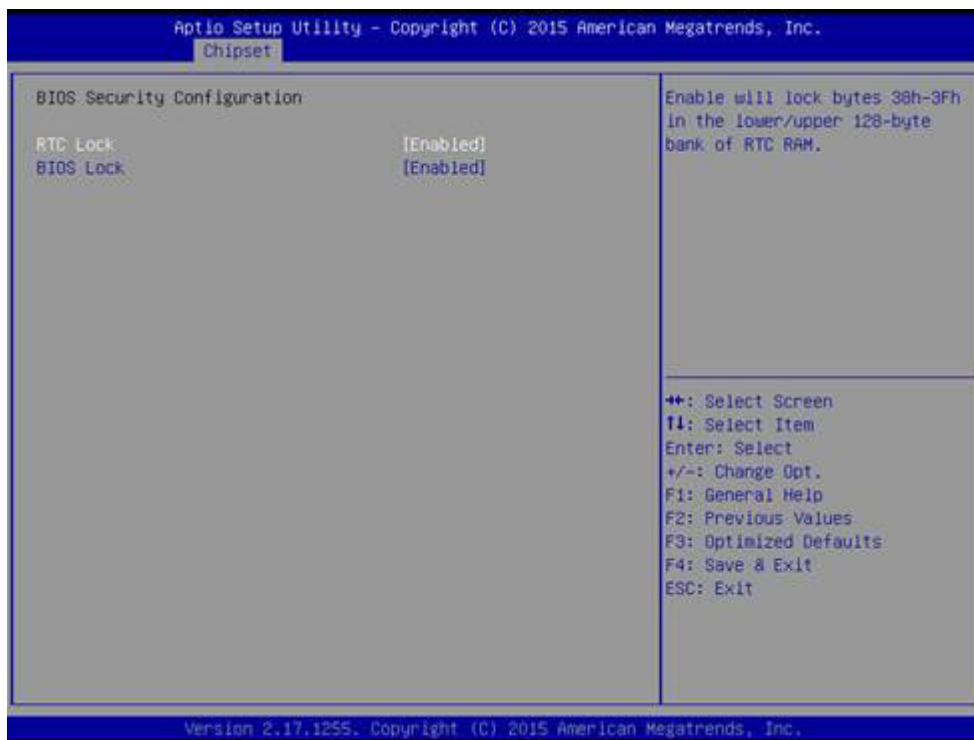 Aptio Setup Utility – Copyright (C) 2015 American Megatrends, Inc.
Chipset
BIOS Security Configuration
RTC Lock [Enabled]
BIOS Lock [Enabled]
Enable will lock bytes 38h-3Fh
in the lower/upper 128-byte
bank of RTC RAM.
→←: Select Screen
↑↓: Select Item
Enter: Select
+/-: Change Opt.
F1: General Help
F2: Previous Values
F3: Optimized Defaults
F4: Save & Exit
ESC: Exit
Version 2.17.1255. Copyright (C) 2015 American Megatrends, Inc.